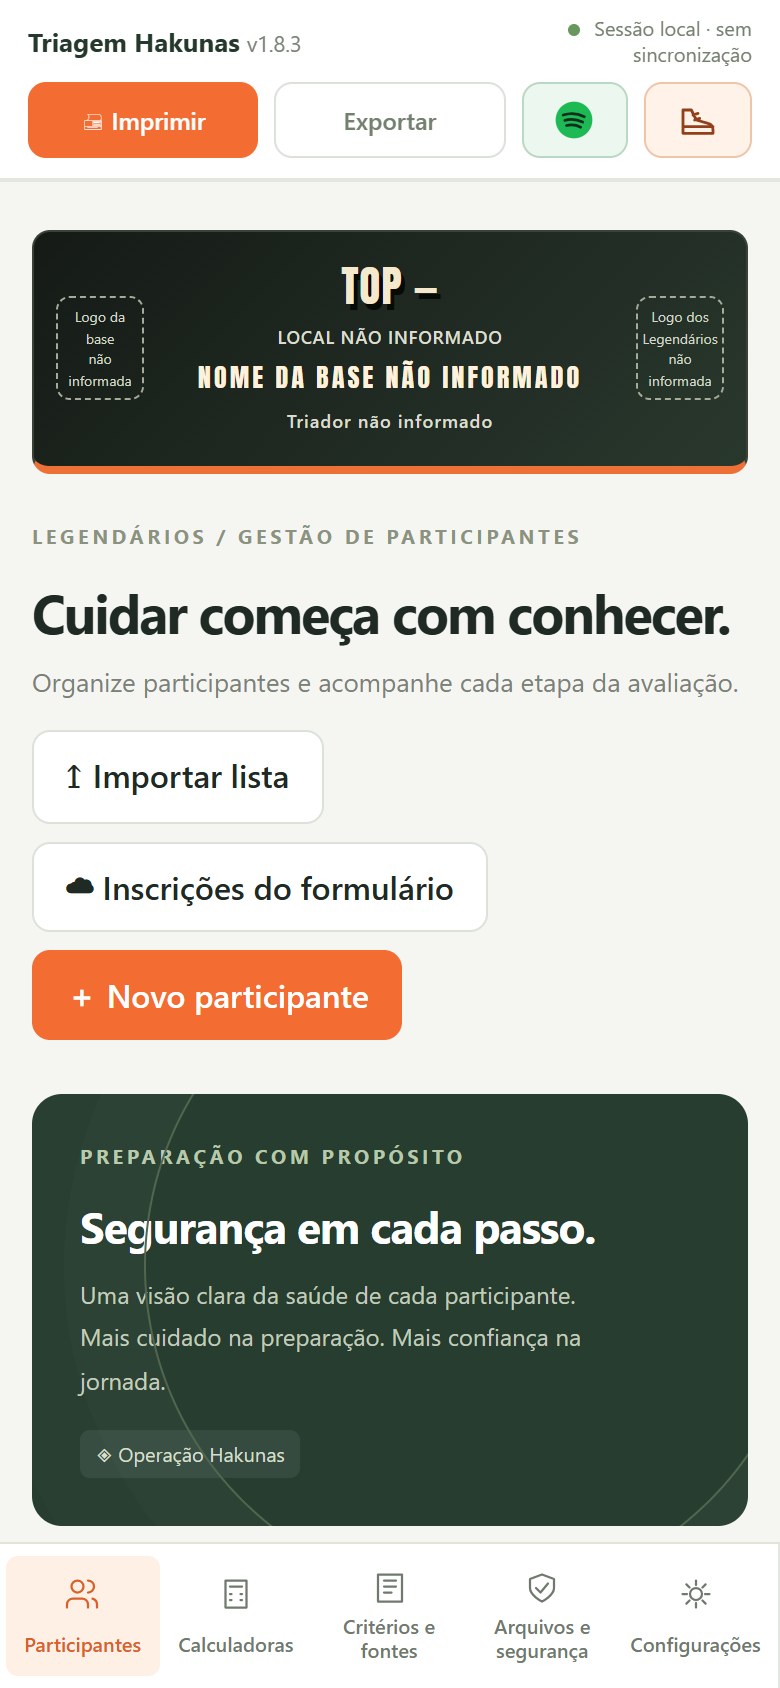 Triagem Hakunas v1.8.3
Sessão local · sem
sincronização
Imprimir
Exportar
Logo da
base
não
informada
TOP —
LOCAL NÃO INFORMADO
NOME DA BASE NÃO INFORMADO
Triador não informado
Logo dos
Legendários
não
informada
LEGENDÁRIOS / GESTÃO DE PARTICIPANTES
Cuidar começa com conhecer.
Organize participantes e acompanhe cada etapa da avaliação.
↥ Importar lista
☁ Inscrições do formulário
+ Novo participante
PREPARAÇÃO COM PROPÓSITO
Segurança em cada passo.
Uma visão clara da saúde de cada participante.
Mais cuidado na preparação. Mais confiança na
jornada.
◈ Operação Hakunas
Participantes
Calculadoras
Critérios e
fontes
Arquivos e
segurança
Configurações